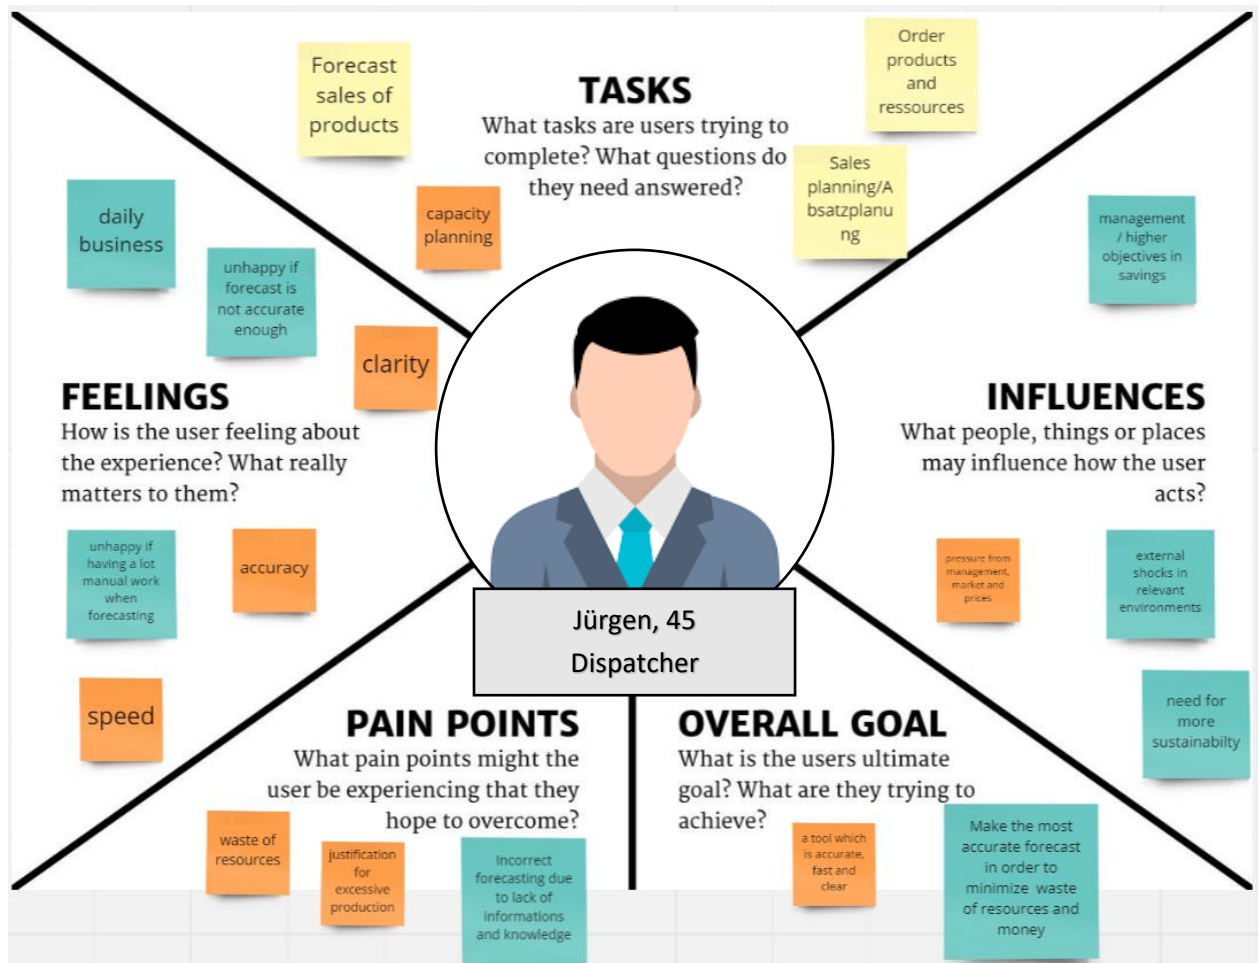 Forecast
sales of
products
TASKS
What tasks are users trying to
complete? What questions do
they need answered?
Order
products
and
ressources
capacity
planning
Sales
planning/A
bsatzplanu
ng
daily
business
unhappy if
forecast is
not accurate
enough
clarity
FEELINGS
How is the user feeling about
the experience? What really
matters to them?
unhappy if
having a lot
manual work
when
forecasting
accuracy
speed
management
/ higher
objectives in
savings
INFLUENCES
What people, things or places
may influence how the user
acts?
pressure from
management,
market and
prices
external
shocks in
relevant
environments
need for
more
sustainabilty
Jürgen, 45
Dispatcher
PAIN POINTS
What pain points might the
user be experiencing that they
hope to overcome?
waste of
resources
justification
for
excessive
production
Incorrect
forecasting due
to lack of
informations
and knowledge
OVERALL GOAL
What is the users ultimate
goal? What are they trying to
achieve?
a tool which
is accurate,
fast and
clear
Make the most
accurate forecast
in order to
minimize waste
of resources and
money